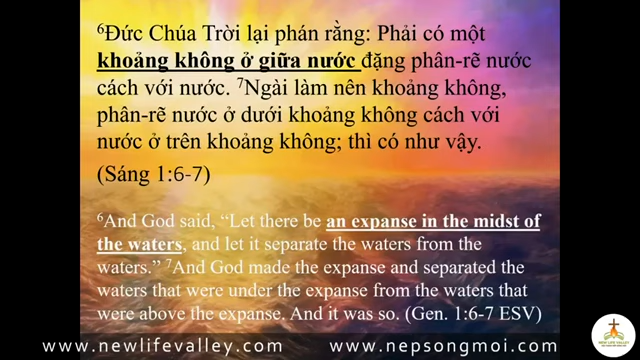 ⁶Đức Chúa Trời lại phán rằng: Phải có một
khoảng không ở giữa nước đặng phân-rẽ nước
cách với nước. ⁷Ngài làm nên khoảng không,
phân-rẽ nước ở dưới khoảng không cách với
nước ở trên khoảng không; thì có như vậy.
(Sáng 1:6-7)
⁶And God said, “Let there be an expanse in the midst of
the waters, and let it separate the waters from the
waters.” ⁷And God made the expanse and separated the
waters that were under the expanse from the waters that
were above the expanse. And it was so. (Gen. 1:6-7 ESV)
www.newlifevalley.com
www.nepsongmoi.com
NEW LIFE VALLEY